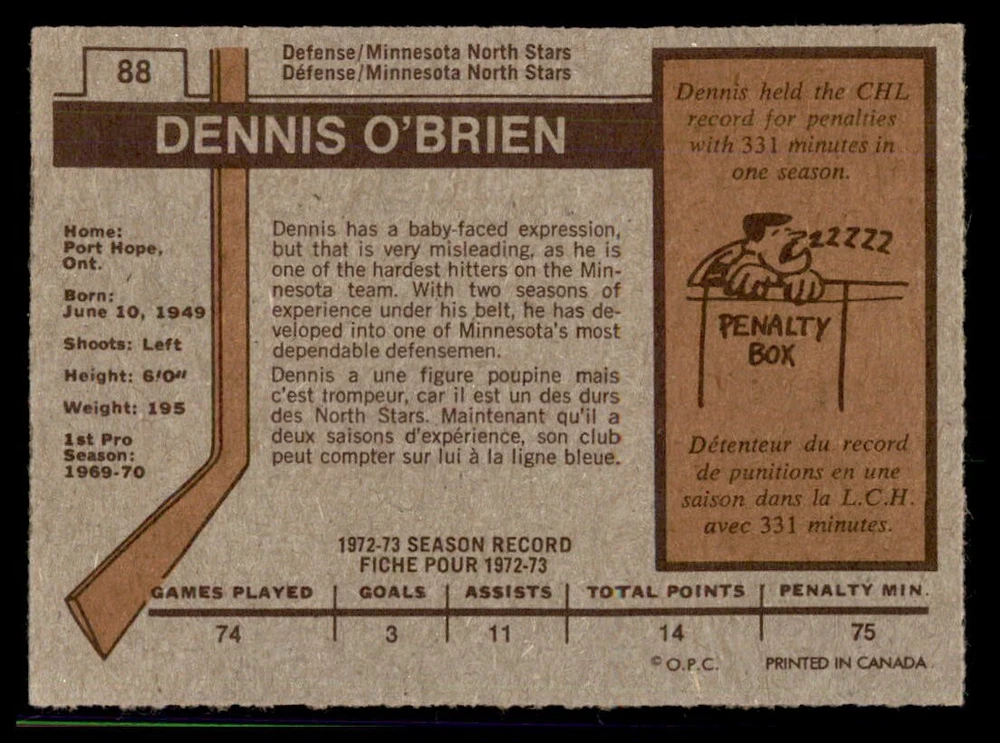 88
Defense/Minnesota North Stars
Défense/Minnesota North Stars
DENNIS O'BRIEN
Home:
Port Hope,
Ont.
Born:
June 10, 1949
Shoots: Left
Height: 6'0"
Weight: 195
1st Pro
Season:
1969-70
Dennis has a baby-faced expression,
but that is very misleading, as he is
one of the hardest hitters on the Min-
nesota team. With two seasons of
experience under his belt, he has de-
veloped into one of Minnesota's most
dependable defensemen.
Dennis a une figure poupine mais
c'est trompeur, car il est un des durs
des North Stars. Maintenant qu'il a
deux saisons d'expérience, son club
peut compter sur lui à la ligne bleue.
Dennis held the CHL
record for penalties
with 331 minutes in
one season.
ZZZZZZ
PENALTY
BOX
Détenteur du record
de punitions en une
saison dans la L.C.H.
avec 331 minutes.
1972-73 SEASON RECORD
FICHE POUR 1972-73
GAMES PLAYED GOALS ASSISTS TOTAL POINTS PENALTY MIN.
74 3 11 14 75
© O.P.C. PRINTED IN CANADA